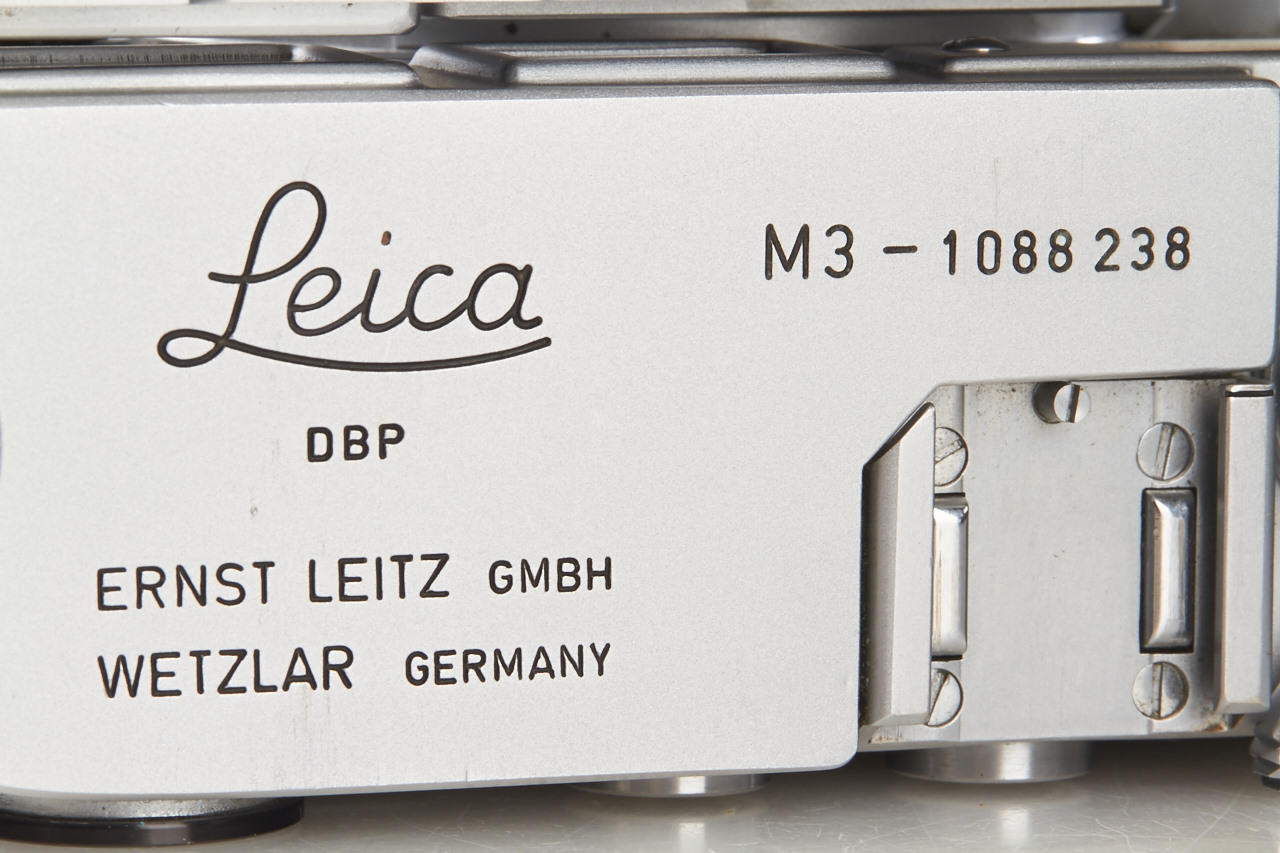 Leica
M3 - 1088 238
DBP
ERNST LEITZ GMBH
WETZLAR GERMANY